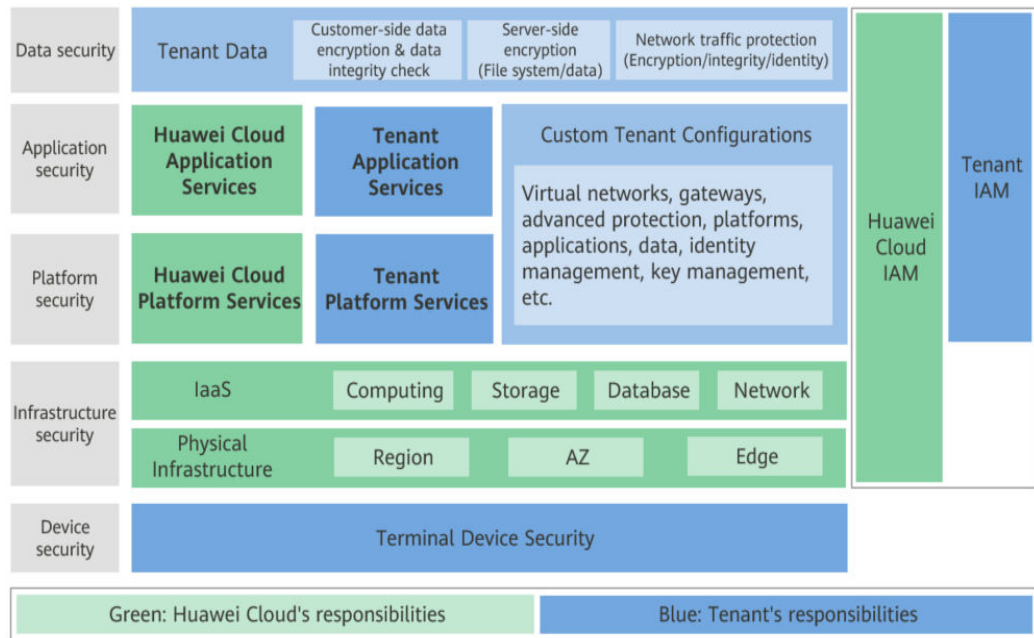 Data security
Tenant Data
Customer-side data
encryption & data
integrity check
Server-side
encryption
(File system/data)
Network traffic protection
(Encryption/integrity/identity)
Application
security
Huawei Cloud
Application
Services
Tenant
Application
Services
Custom Tenant Configurations
Virtual networks, gateways,
advanced protection, platforms,
applications, data, identity
management, key management,
etc.
Platform
security
Huawei Cloud
Platform Services
Tenant
Platform Services
Huawei
Cloud
IAM
Tenant
IAM
Infrastructure
security
IaaS
Computing
Storage
Database
Network
Physical
Infrastructure
Region
AZ
Edge
Device
security
Terminal Device Security
Green: Huawei Cloud's responsibilities
Blue: Tenant's responsibilities